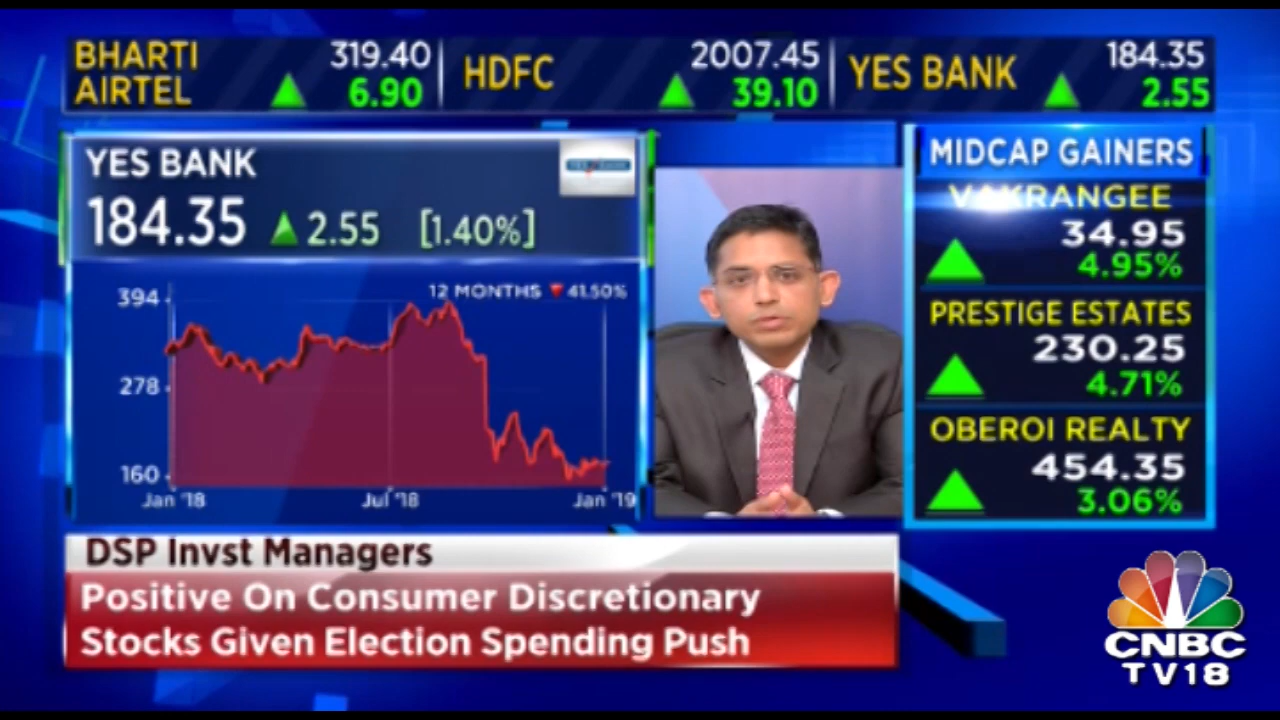 BHARTI
AIRTEL
319.40
6.90
HDFC
2007.45
39.10
YES BANK
184.35
2.55
YES BANK
184.35 2.55 [1.40%]
12 MONTHS 41.50%
394
278
160
Jan '18 Jul '18 Jan '19
MIDCAP GAINERS
VAKRANGEE
34.95
4.95%
PRESTIGE ESTATES
230.25
4.71%
OBEROI REALTY
454.35
3.06%
DSP Invst Managers
Positive On Consumer Discretionary
Stocks Given Election Spending Push
CNBC
TV18